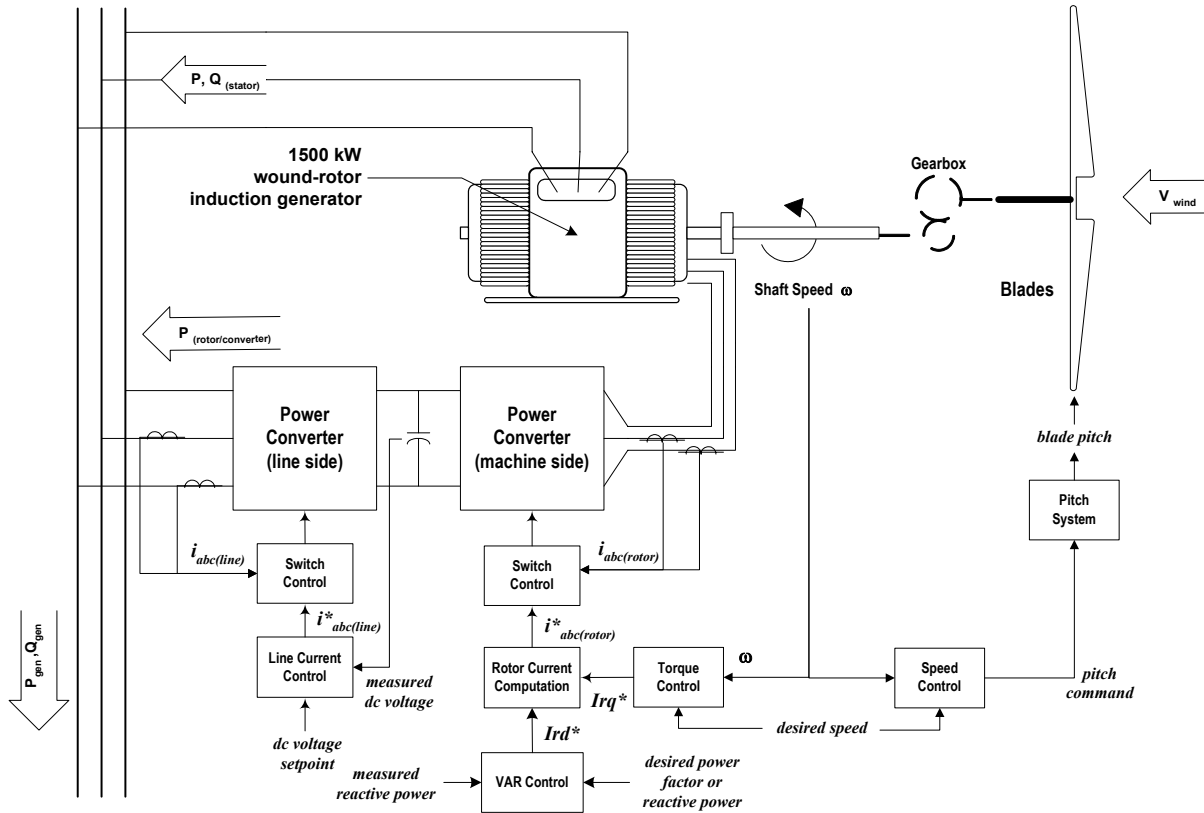 P, Q (stator)
1500 kW
wound-rotor
induction generator
Gearbox
V wind
Shaft Speed ω
Blades
P (rotor/converter)
Power
Converter
(line side)
Power
Converter
(machine side)
blade pitch
Pitch
System
i abc(line)
Switch
Control
i abc(rotor)
Switch
Control
i* abc(line)
i* abc(rotor)
P gen , Q gen
Line Current
Control
measured
dc voltage
Rotor Current
Computation
Irq*
Torque
Control
ω
Speed
Control
pitch
command
Ird*
desired speed
dc voltage
setpoint
measured
reactive power
VAR Control
desired power
factor or
reactive power